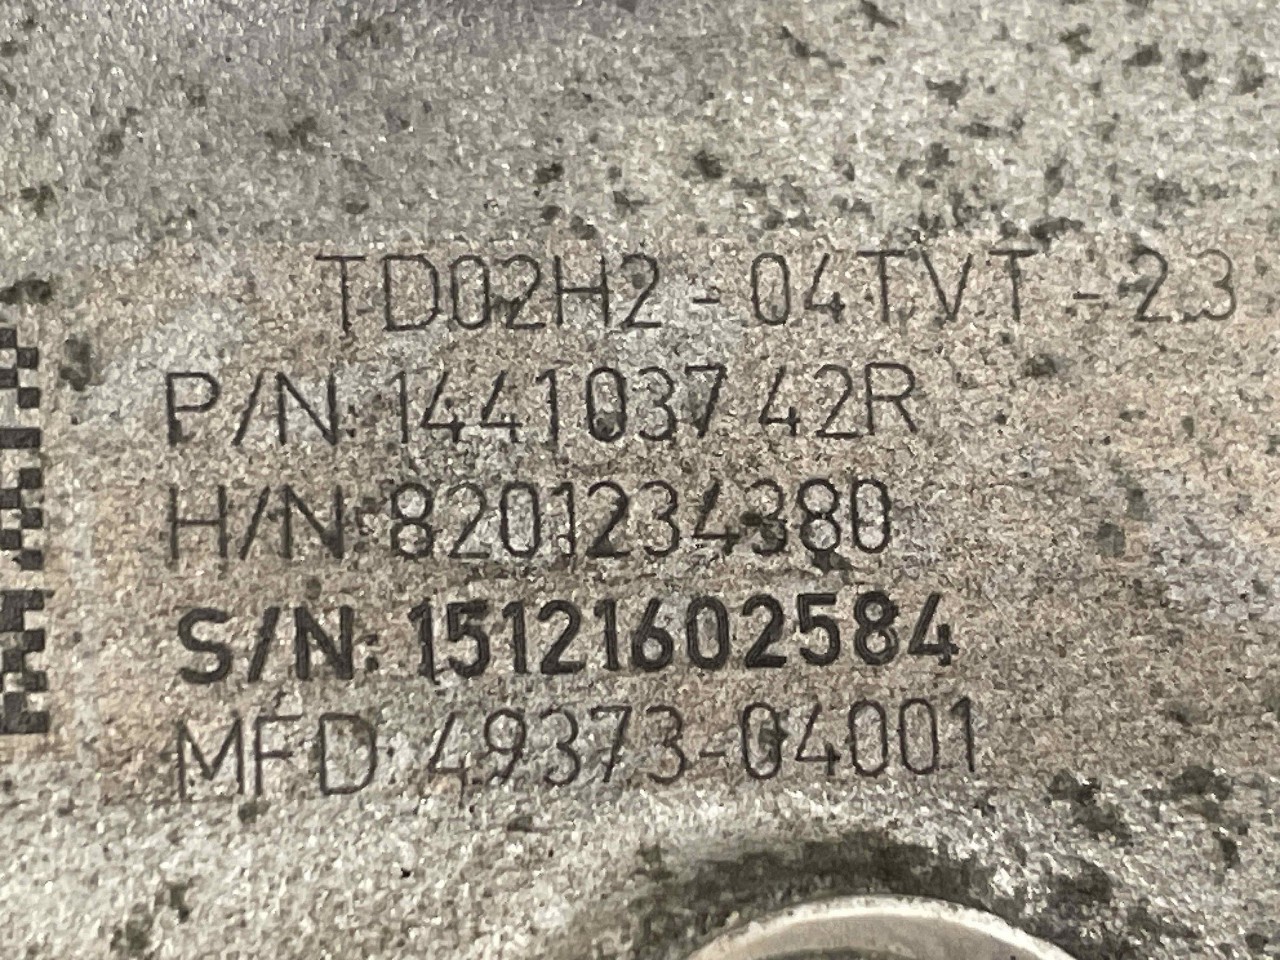 TD02H2-04TVT-2.3
P/N: 144103742R
H/N: 8201234380
S/N: 15121602584
MFD 49373-04001